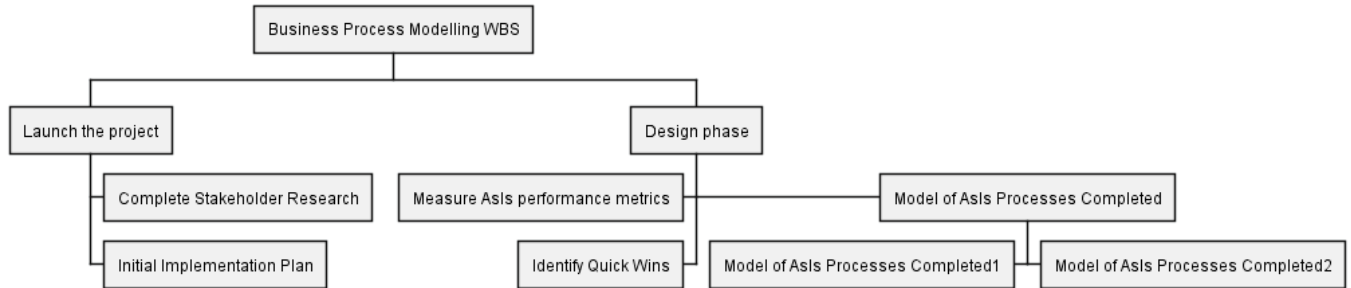 Business Process Modelling WBS
Launch the project
Design phase
Complete Stakeholder Research
Measure AsIs performance metrics
Model of AsIs Processes Completed
Initial Implementation Plan
Identify Quick Wins
Model of AsIs Processes Completed1
Model of AsIs Processes Completed2